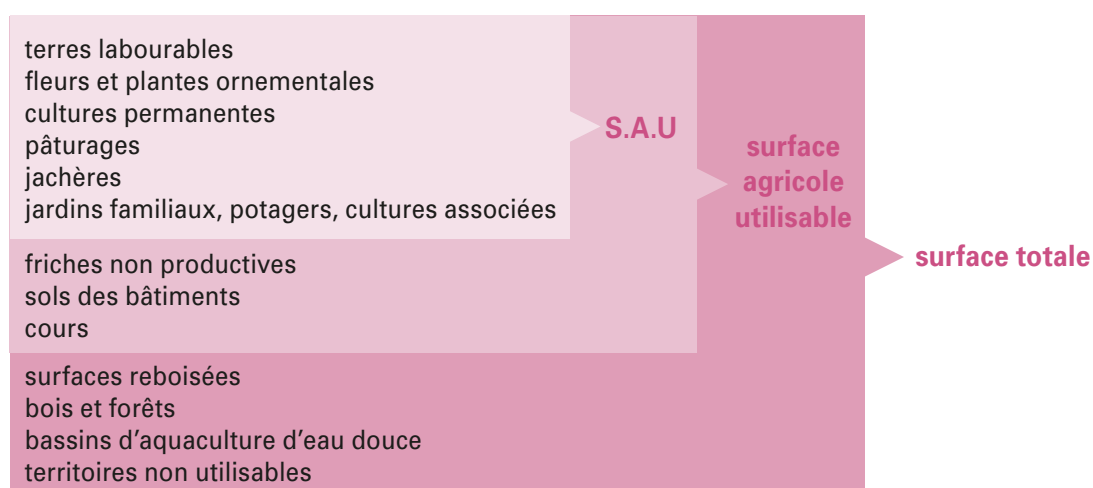 terres labourables
fleurs et plantes ornementales
cultures permanentes
pâturages
jachères
jardins familiaux, potagers, cultures associées
S.A.U
friches non productives
sols des bâtiments
cours
surface
agricole
utilisable
surfaces reboisées
bois et forêts
bassins d’aquaculture d’eau douce
territoires non utilisables
surface totale